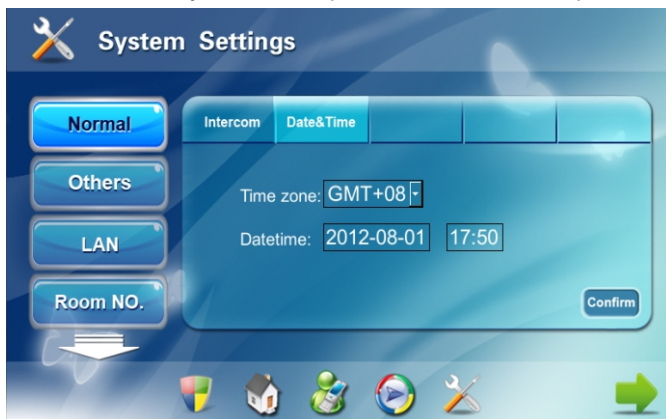 System Settings
Normal
Intercom Date&Time
Others
Time zone: GMT+08
LAN
Datetime: 2012-08-01 17:50
Room NO.
Confirm